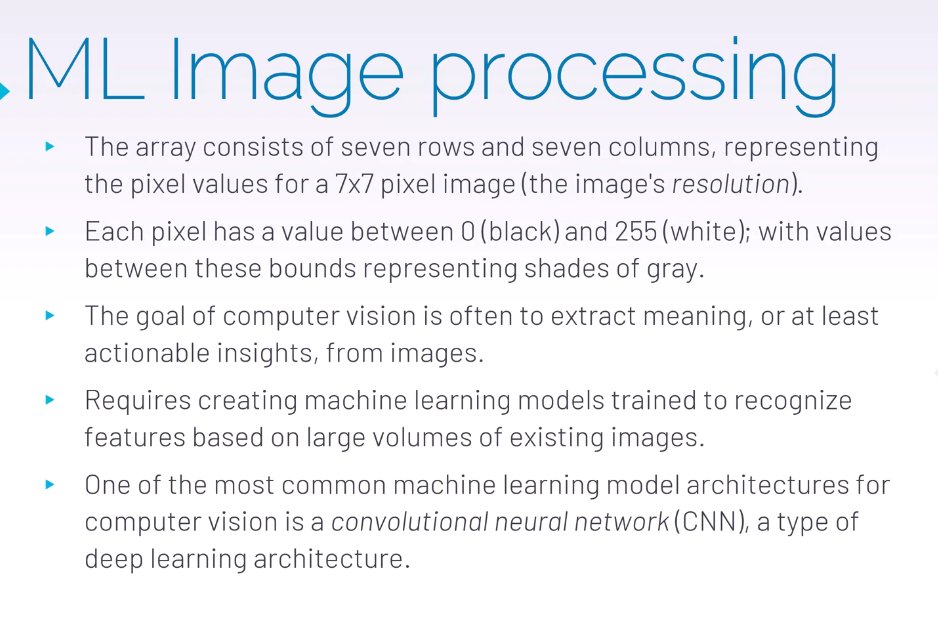 ML Image processing
The array consists of seven rows and seven columns, representing
the pixel values for a 7x7 pixel image (the image's resolution).
Each pixel has a value between 0 (black) and 255 (white); with values
between these bounds representing shades of gray.
The goal of computer vision is often to extract meaning, or at least
actionable insights, from images.
Requires creating machine learning models trained to recognize
features based on large volumes of existing images.
One of the most common machine learning model architectures for
computer vision is a convolutional neural network (CNN), a type of
deep learning architecture.